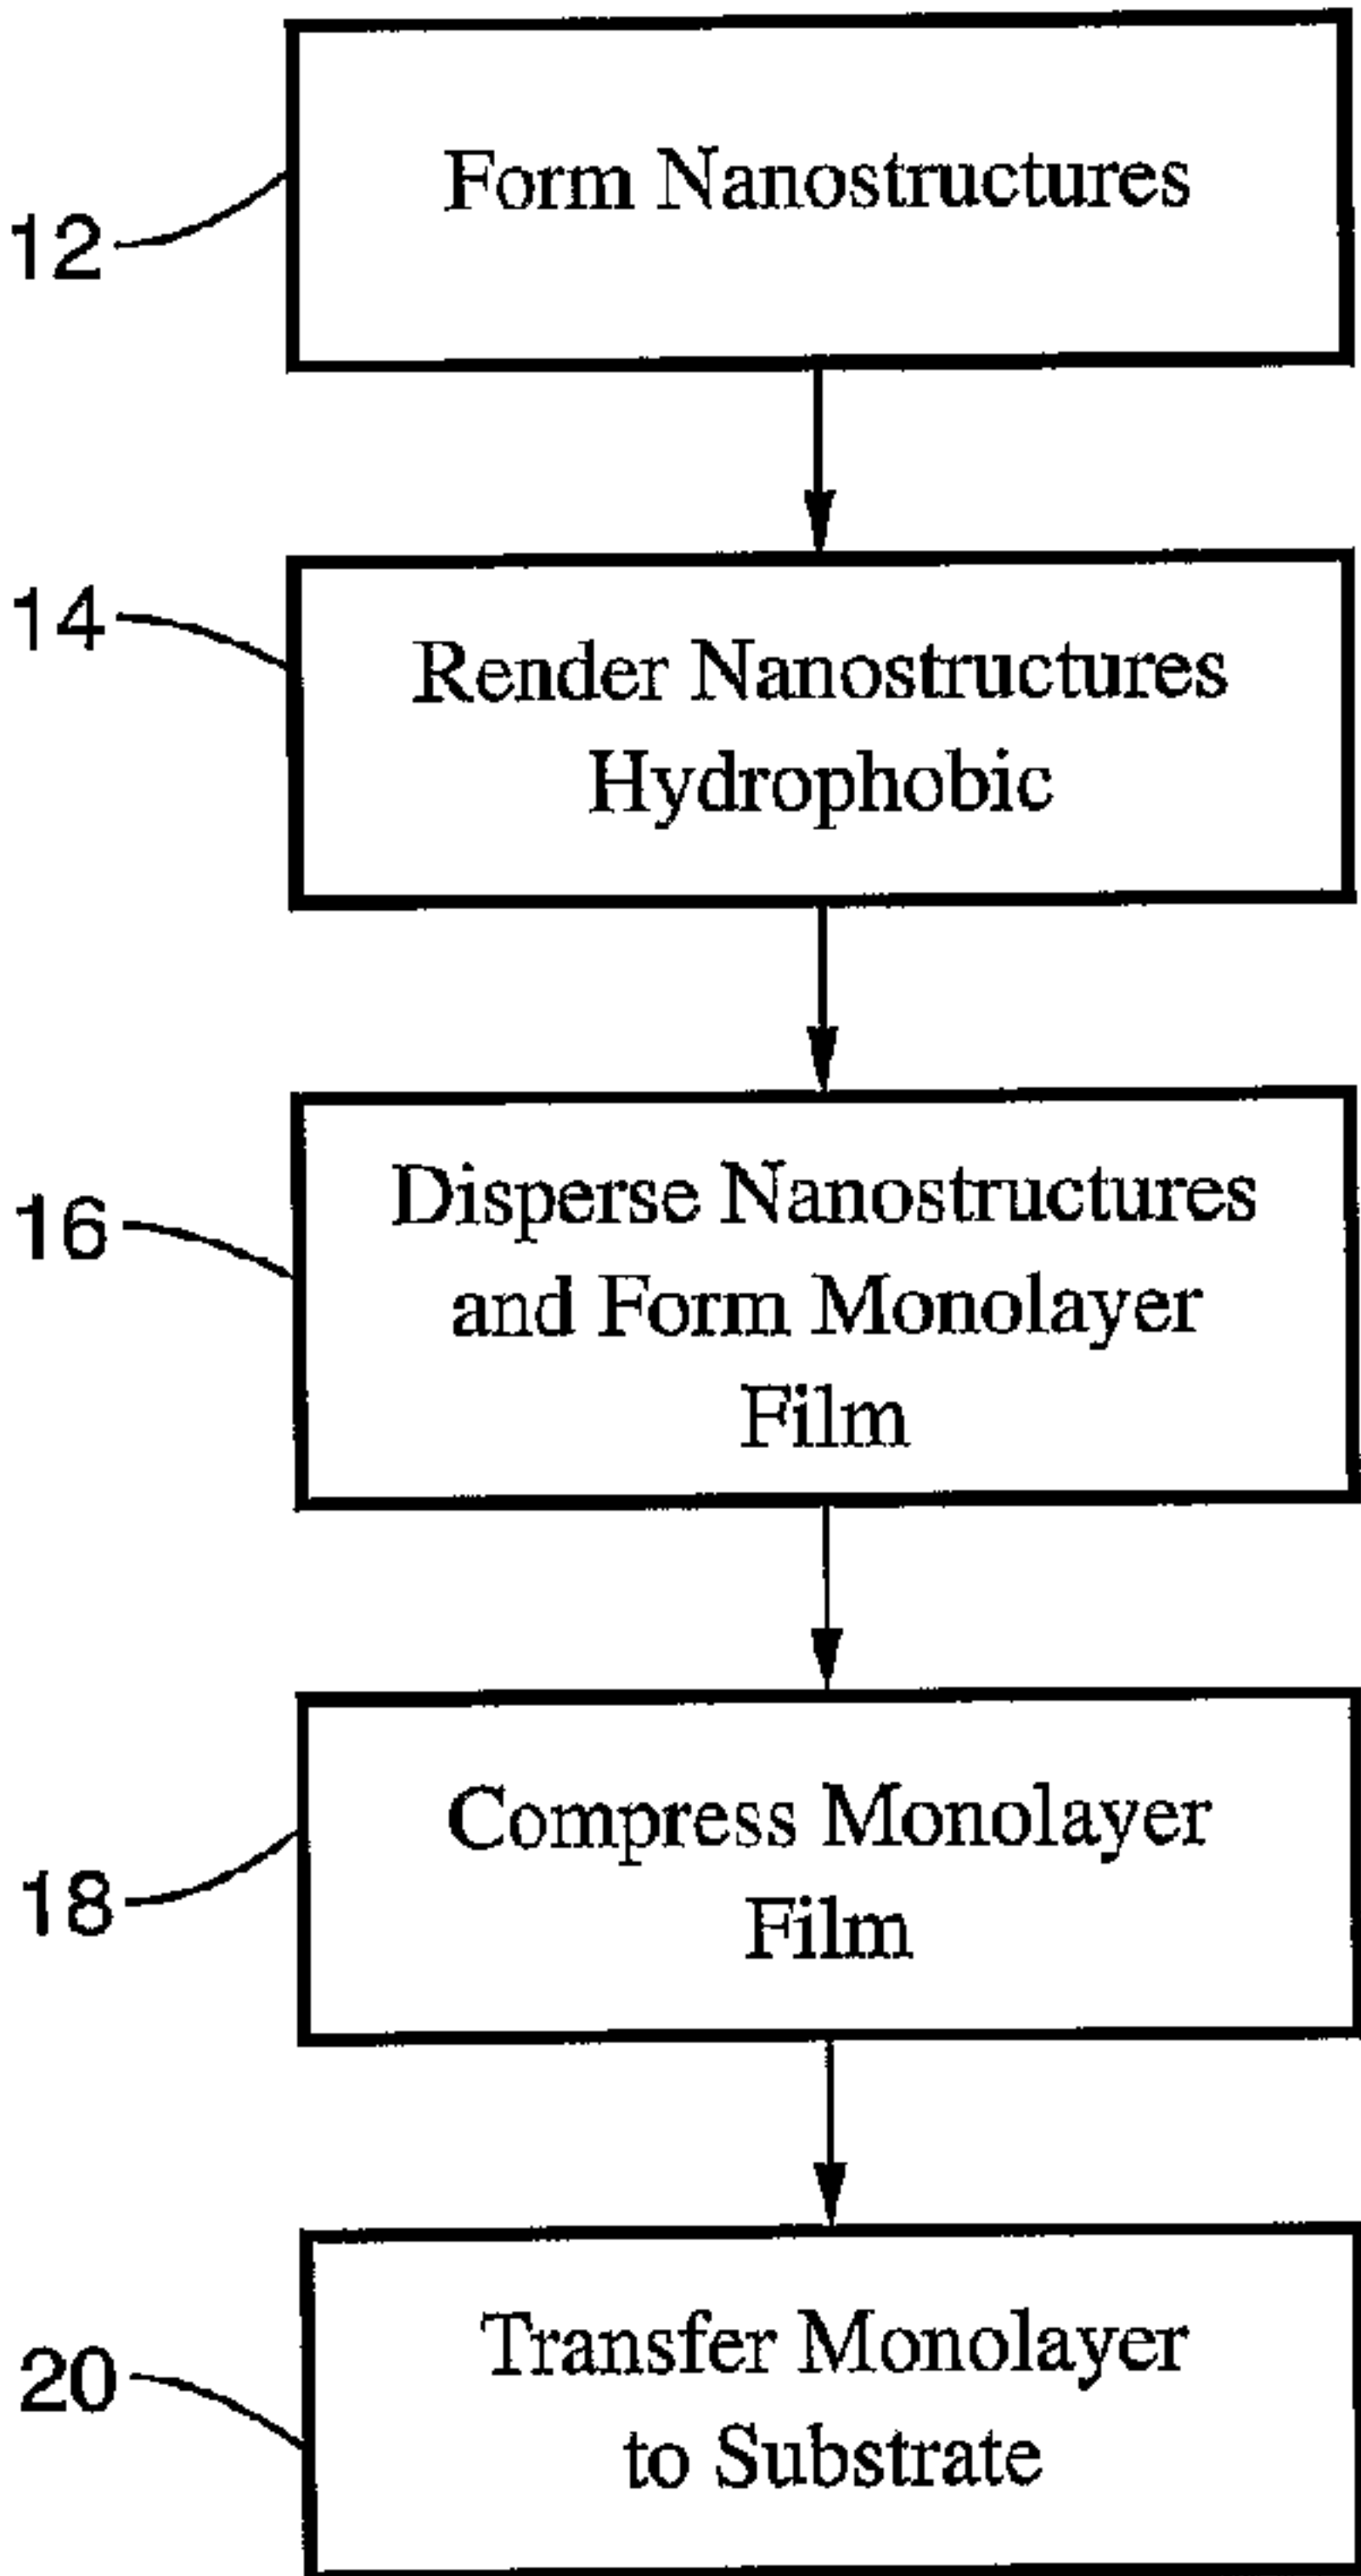 12
Form Nanostructures
14
Render Nanostructures
Hydrophobic
16
Disperse Nanostructures
and Form Monolayer
Film
18
Compress Monolayer
Film
20
Transfer Monolayer
to Substrate